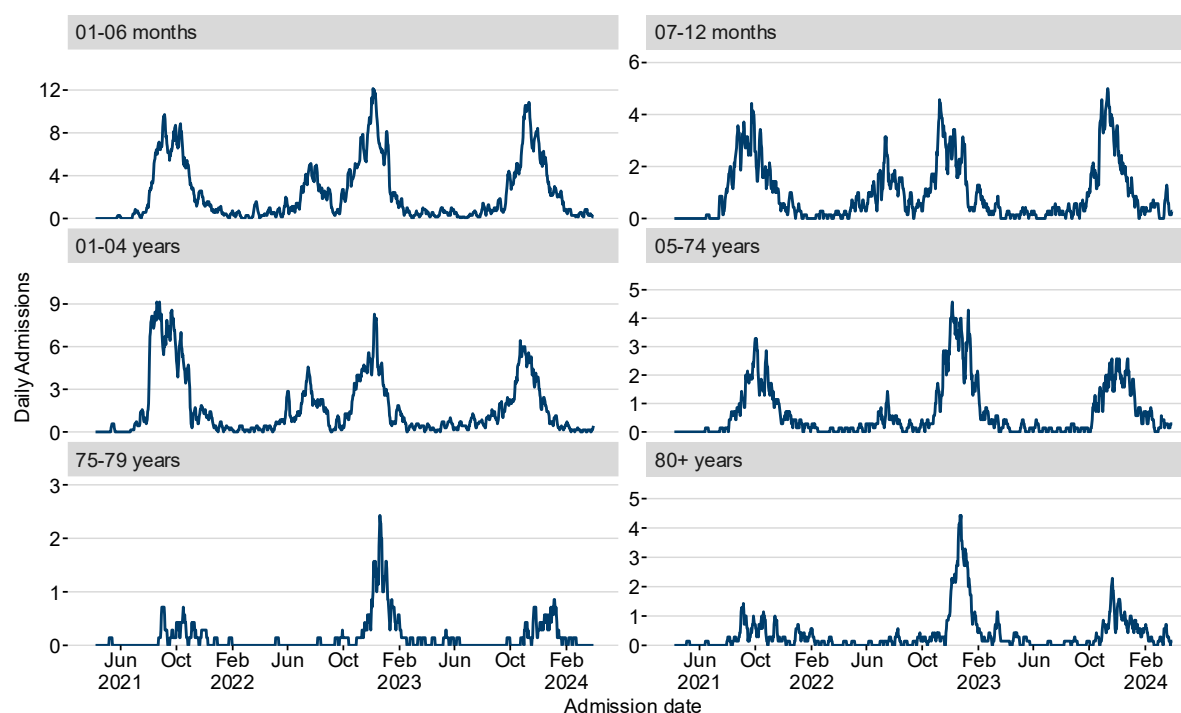 01-06 months
07-12 months
12
8
4
0
6
4
2
0
01-04 years
05-74 years
Daily Admissions
9
6
3
0
5
4
3
2
1
0
75-79 years
80+ years
3
2
1
0
5
4
3
2
1
0
Jun Oct Feb Jun Oct Feb Jun Oct Feb
2021 2022 2023 2024
Jun Oct Feb Jun Oct Feb Jun Oct Feb
2021 2022 2023 2024
Admission date